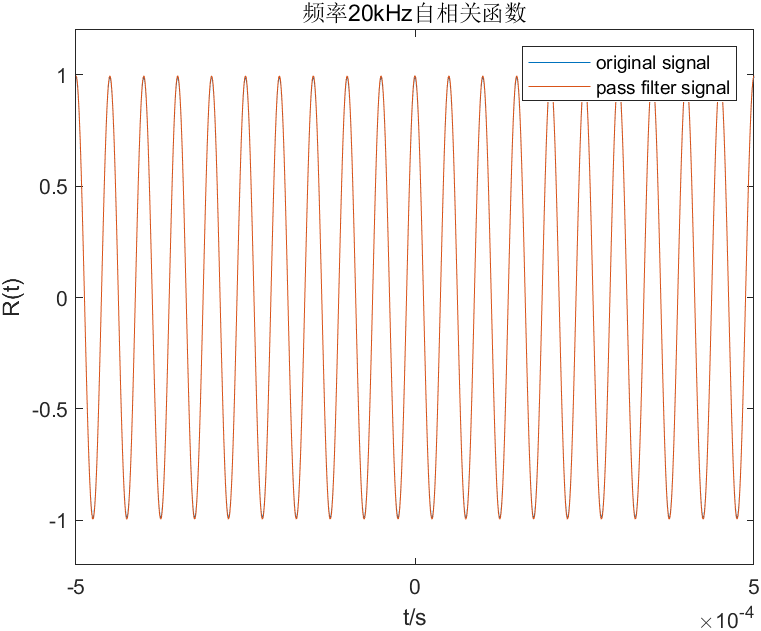 频率20kHz自相关函数
original signal
pass filter signal
1
0.5
0
-0.5
-1
R(t)
-5
0
5
t/s
×10⁻⁴